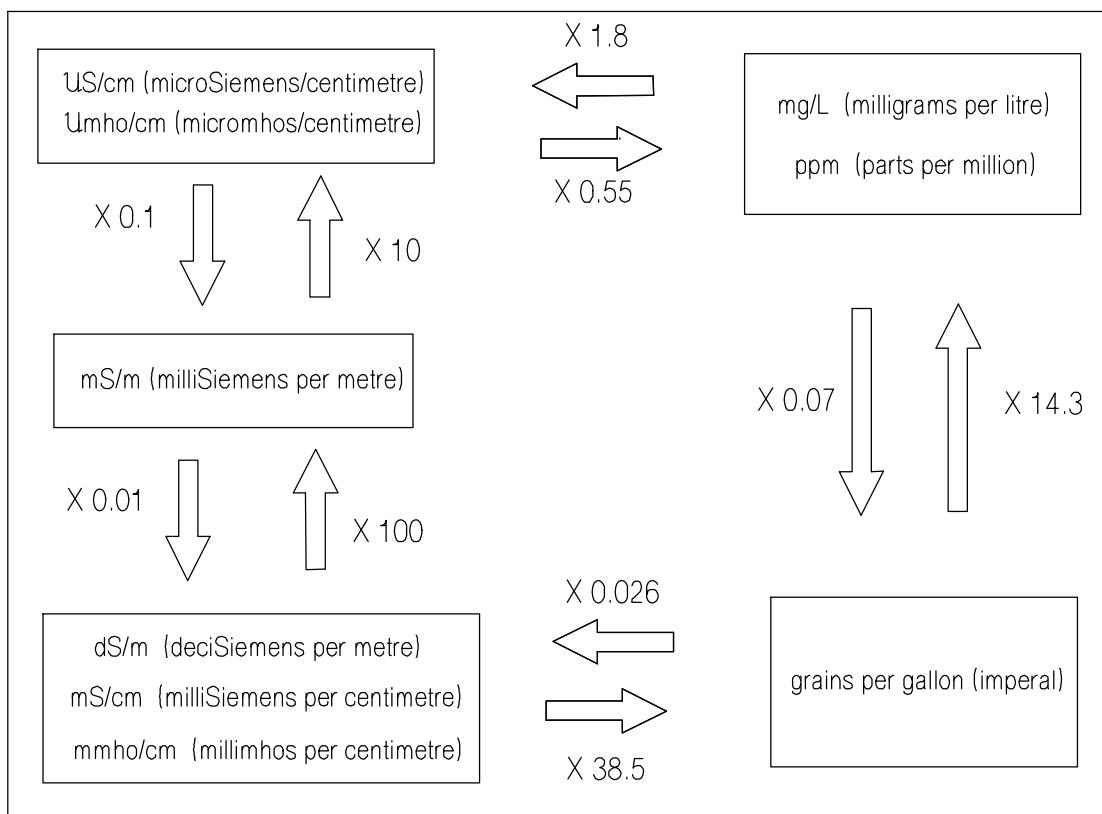 X 1.8
µS/cm (microSiemens/centimetre)
µmho/cm (micromhos/centimetre)
mg/L (milligrams per litre)
ppm (parts per million)
X 0.55
X 0.1
X 10
mS/m (milliSiemens per metre)
X 0.07
X 14.3
X 0.01
X 100
X 0.026
dS/m (deciSiemens per metre)
mS/cm (milliSiemens per centimetre)
mmho/cm (millimhos per centimetre)
grains per gallon (imperal)
X 38.5